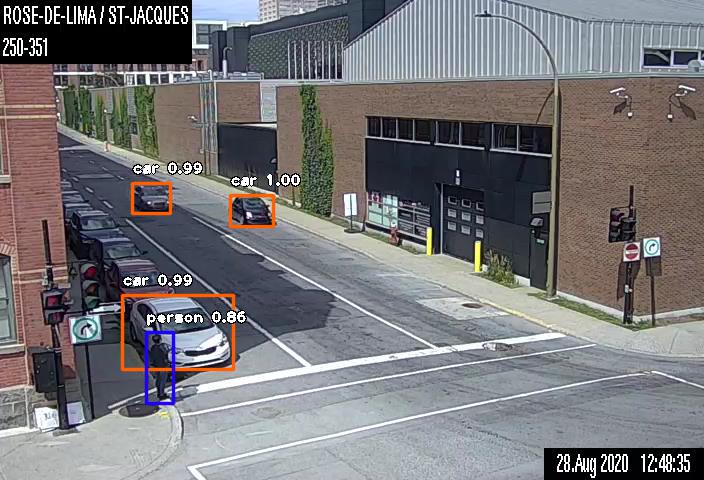 ROSE-DE-LIMA / ST-JACQUES
250-351
car 0.99
car 1.00
car 0.99
person 0.86
28.Aug 2020 12:48:35